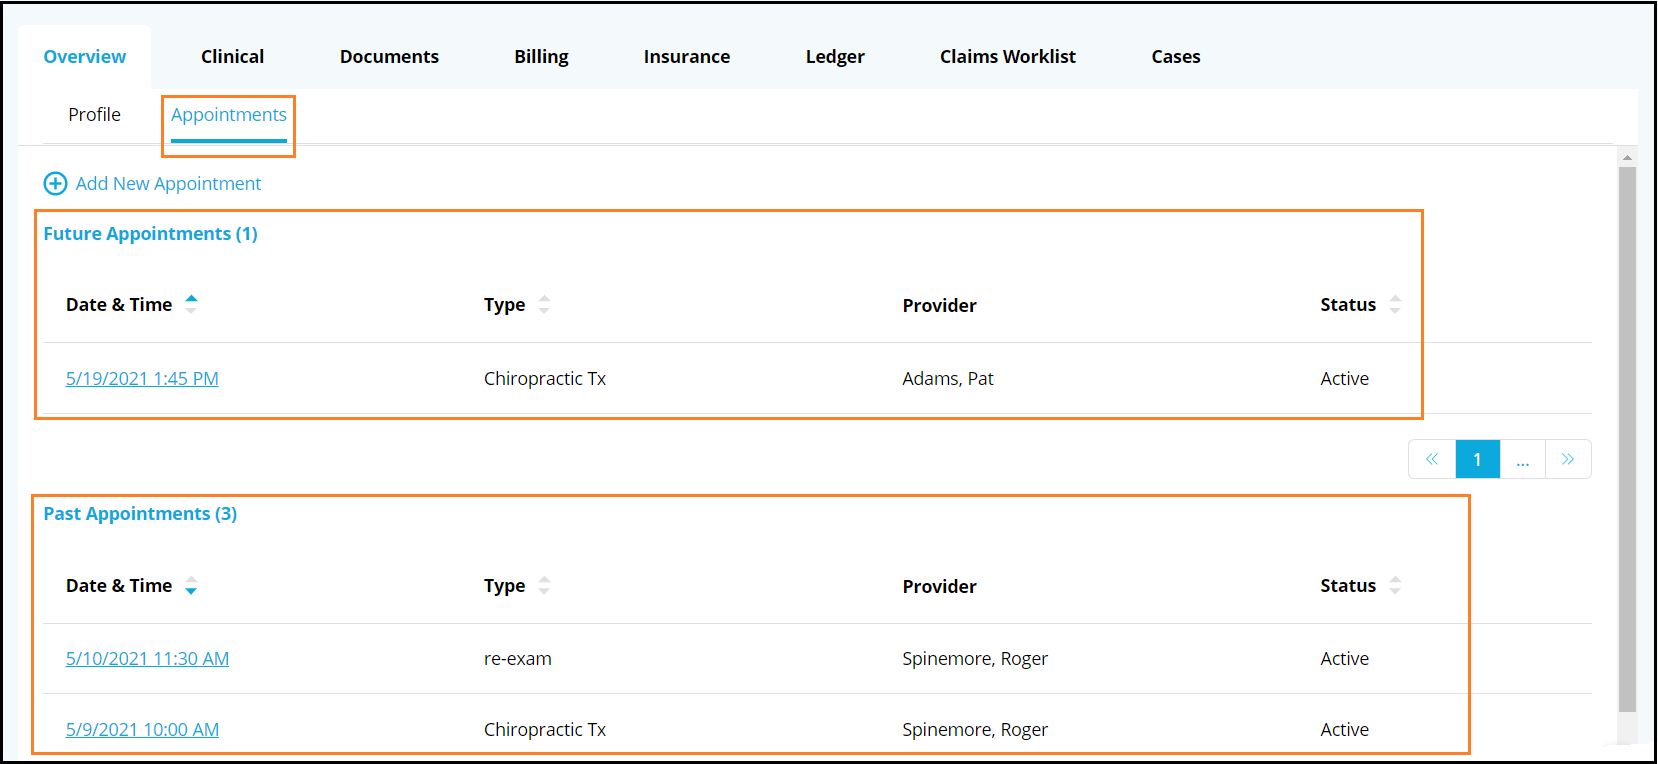 Overview Clinical Documents Billing Insurance Ledger Claims Worklist Cases
Profile Appointments
Add New Appointment
Future Appointments (1)
Date & Time Type Provider Status
5/19/2021 1:45 PM Chiropractic Tx Adams, Pat Active
« 1 ... »
Past Appointments (3)
Date & Time Type Provider Status
5/10/2021 11:30 AM re-exam Spinemore, Roger Active
5/9/2021 10:00 AM Chiropractic Tx Spinemore, Roger Active